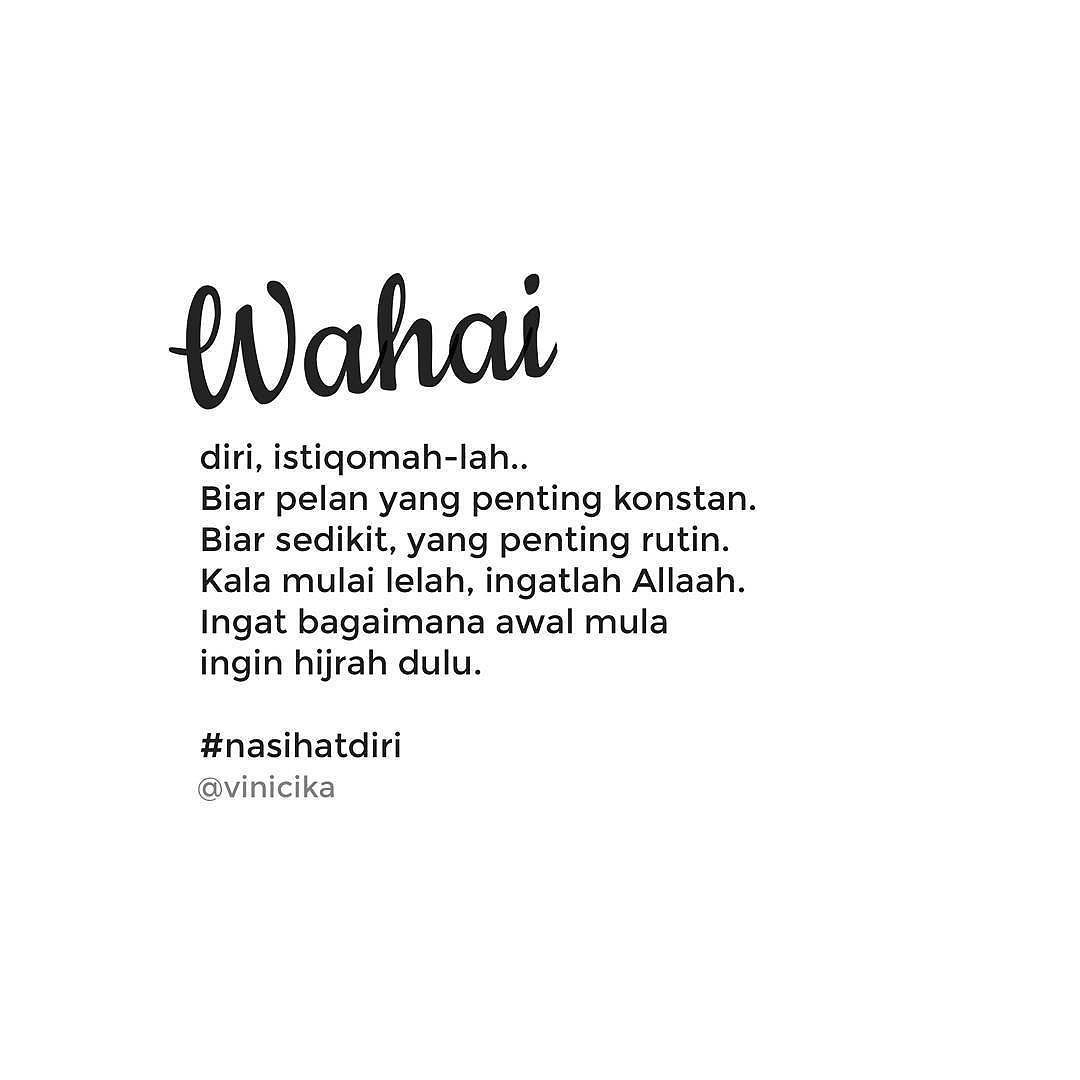 Wahai
diri, istiqomah-lah..
Biar pelan yang penting konstan.
Biar sedikit, yang penting rutin.
Kala mulai lelah, ingatlah Allaah.
Ingat bagaimana awal mula
ingin hijrah dulu.
#nasihatdiri
@vinicika